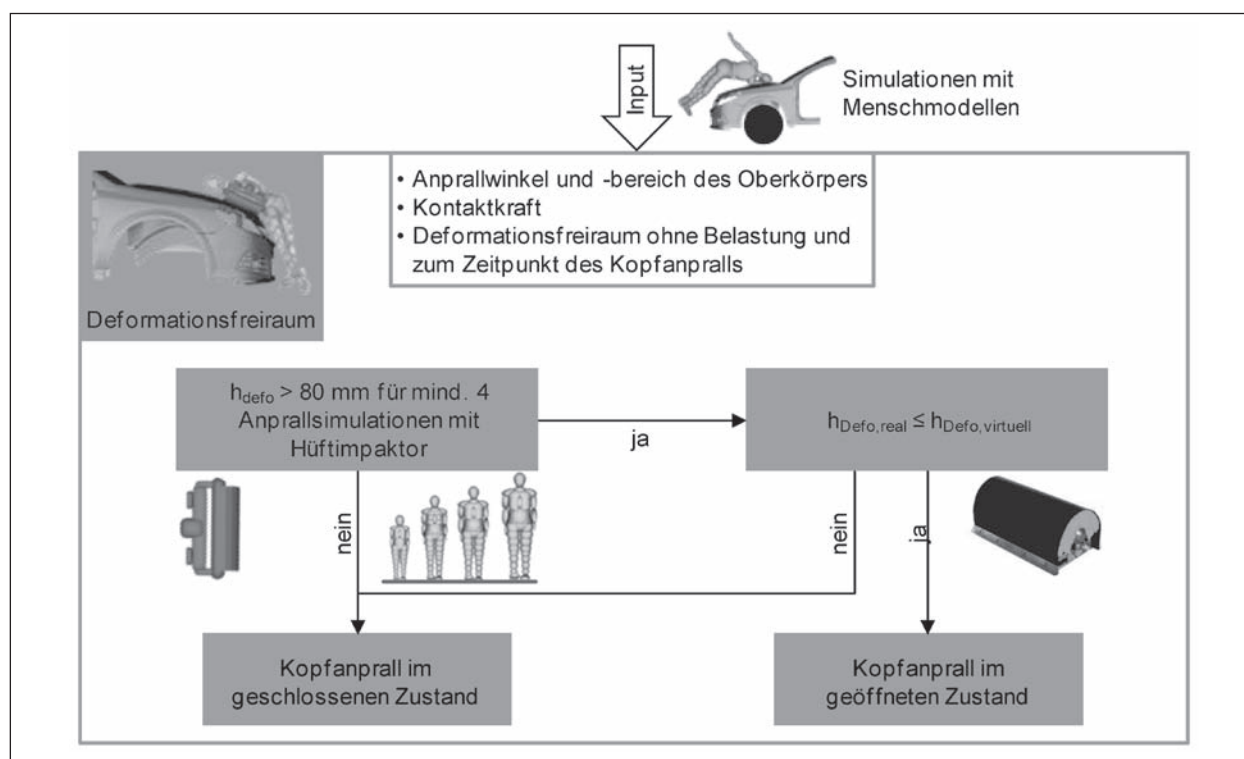 Input
Simulationen mit
Menschmodellen
• Anprallwinkel und -bereich des Oberkörpers
• Kontaktkraft
• Deformationsfreiraum ohne Belastung und
zum Zeitpunkt des Kopfanpralls
Deformationsfreiraum
hdefo > 80 mm für mind. 4
Anprallsimulationen mit
Hüftimpaktor
ja
hDefo,real ≤ hDefo,virtuell
nein
nein
ja
Kopfanprall im
geschlossenen Zustand
Kopfanprall im
geöffneten Zustand